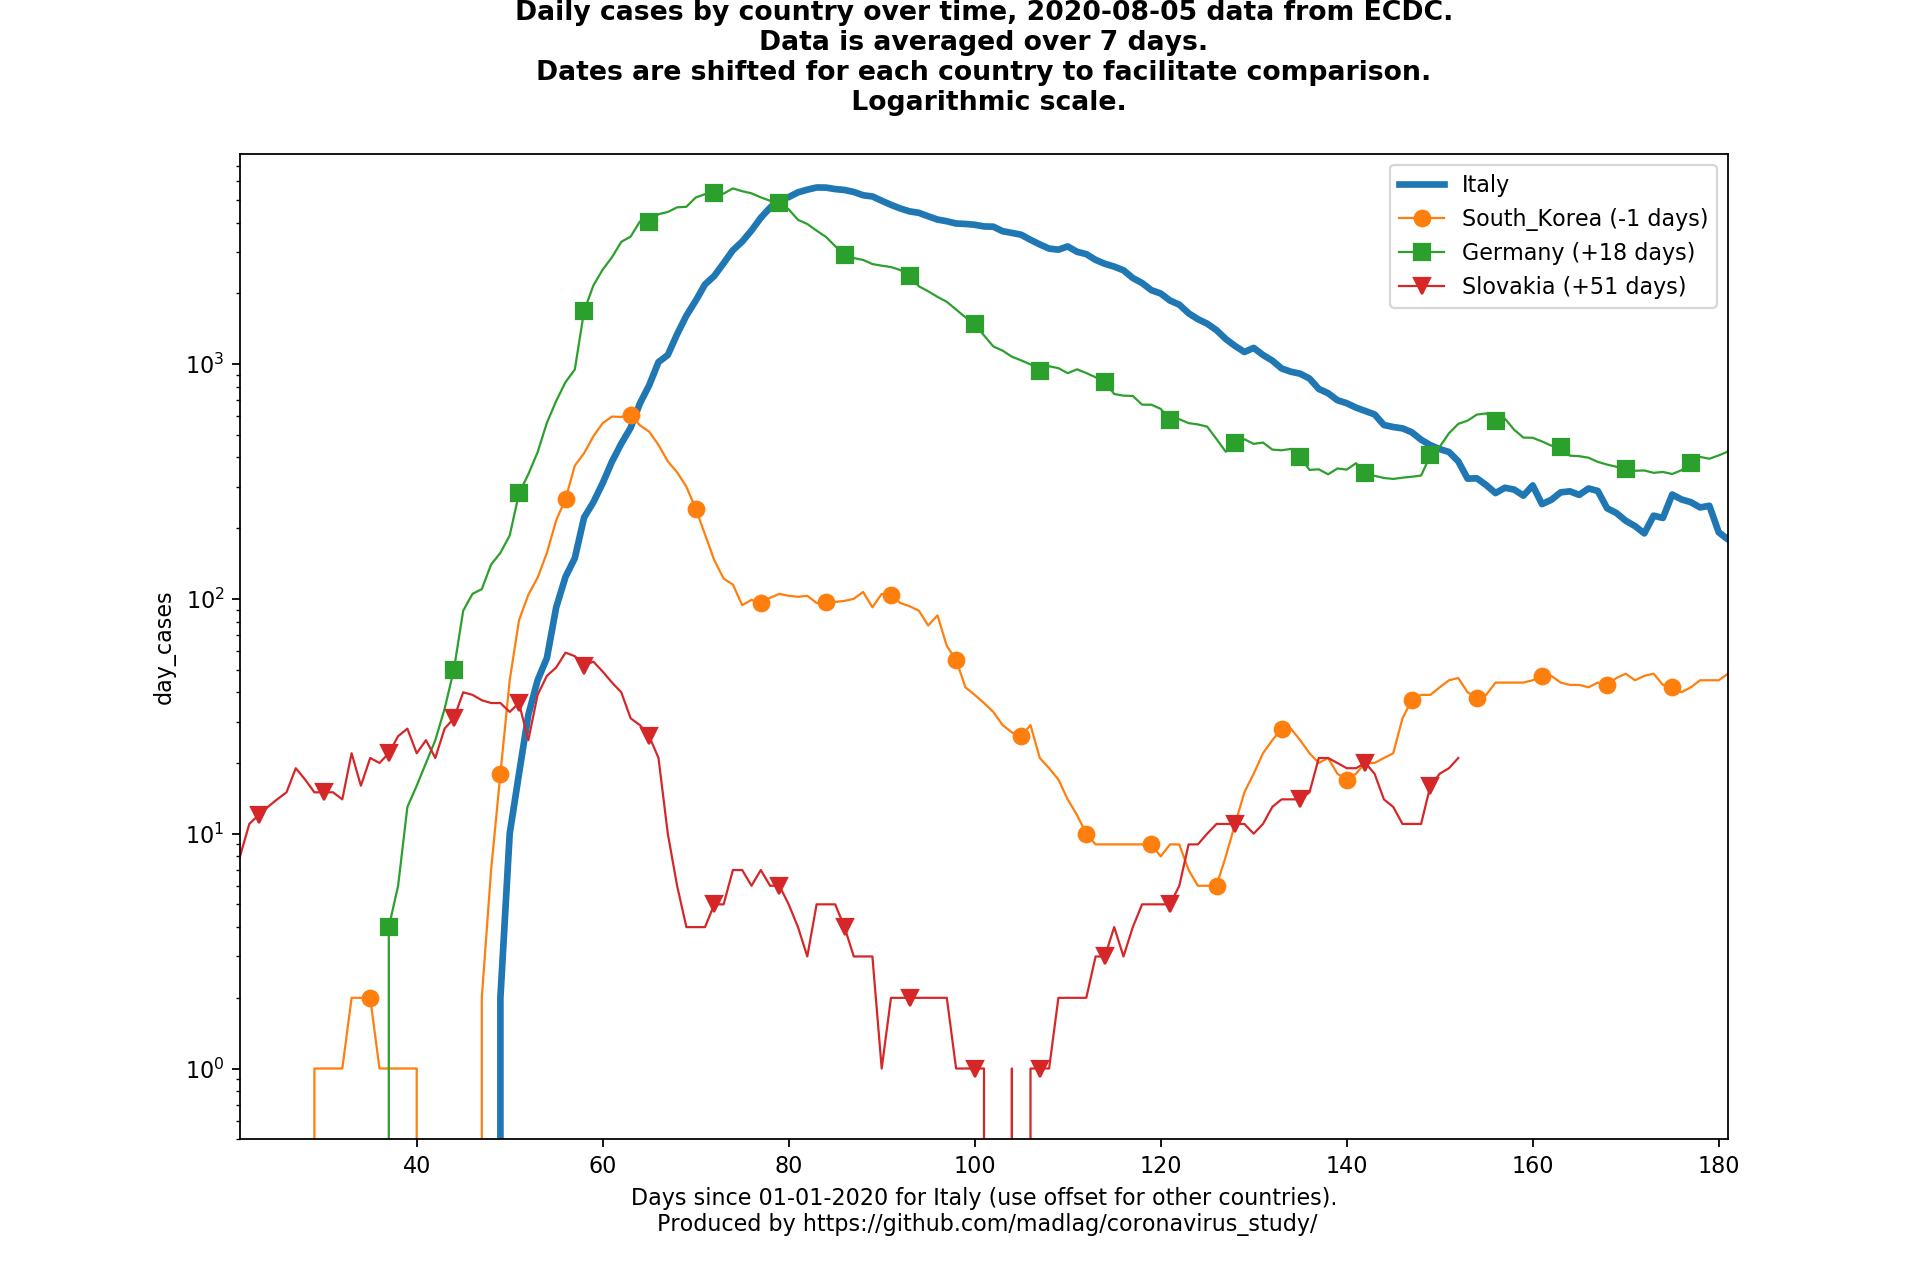 Daily cases by country over time, 2020-08-05 data from ECDC.
Data is averaged over 7 days.
Dates are shifted for each country to facilitate comparison.
Logarithmic scale.
Italy
South_Korea (-1 days)
Germany (+18 days)
Slovakia (+51 days)
day_cases
10³
10²
10¹
10⁰
40 60 80 100 120 140 160 180
Days since 01-01-2020 for Italy (use offset for other countries).
Produced by https://github.com/madlag/coronavirus_study/